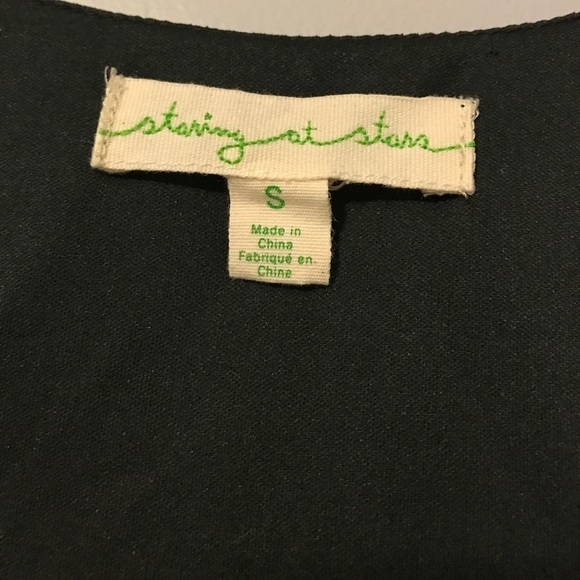 staring at stars
S
Made in
China
Fabriqué en
Chine